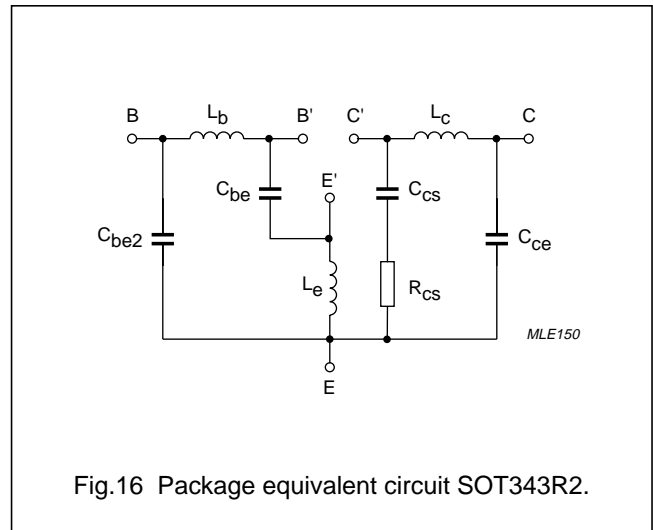 B Lb B' C' Lc C
Cbe E' Ccs
Cbe2 Cce
Le Rcs
MLE150
E
Fig.16 Package equivalent circuit SOT343R2.